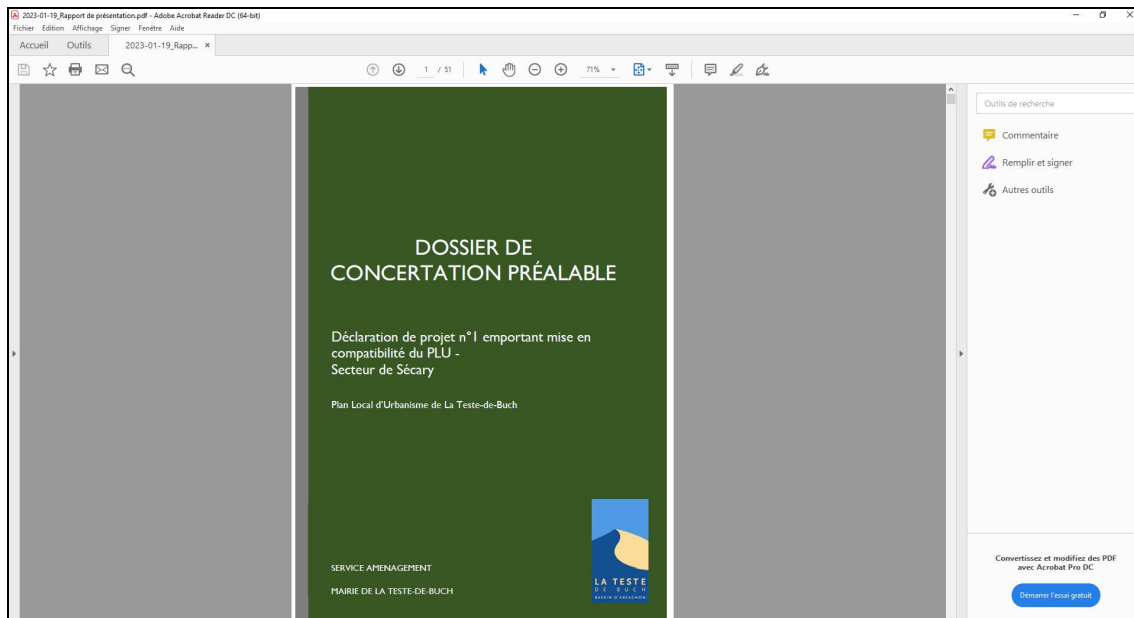 2023-01-19_Rapport de présentation.pdf - Adobe Acrobat Reader DC (64-bit)
Fichier Edition Affichage Signer Fenêtre Aide
Accueil Outils 2023-01-19_Rapp... ×
1 / 51 71%
Outils de recherche
Commentaire
Remplir et signer
Autres outils
DOSSIER DE
CONCERTATION PRÉALABLE
Déclaration de projet n°1 emportant mise en
compatibilité du PLU -
Secteur de Sécary
Plan Local d'Urbanisme de La Teste-de-Buch
SERVICE AMENAGEMENT
MAIRIE DE LA TESTE-DE-BUCH
LA TESTE
DE BUCH
BASSIN D'ARCACHON
Convertissez et modifiez des PDF
avec Acrobat Pro DC
Démarrer l'essai gratuit